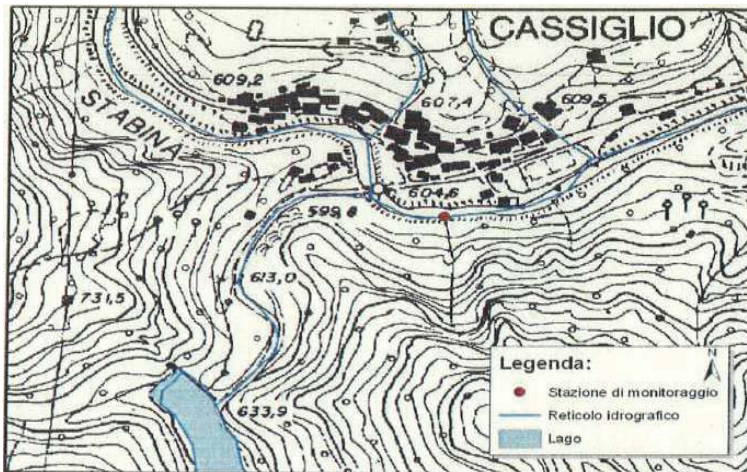 CASSIGLIO
609,2
607,4
609,5
STABINA
604,6
599,8
613,0
731,5
633,9
Legenda:
N
Stazione di monitoraggio
Reticolo idrografico
Lago